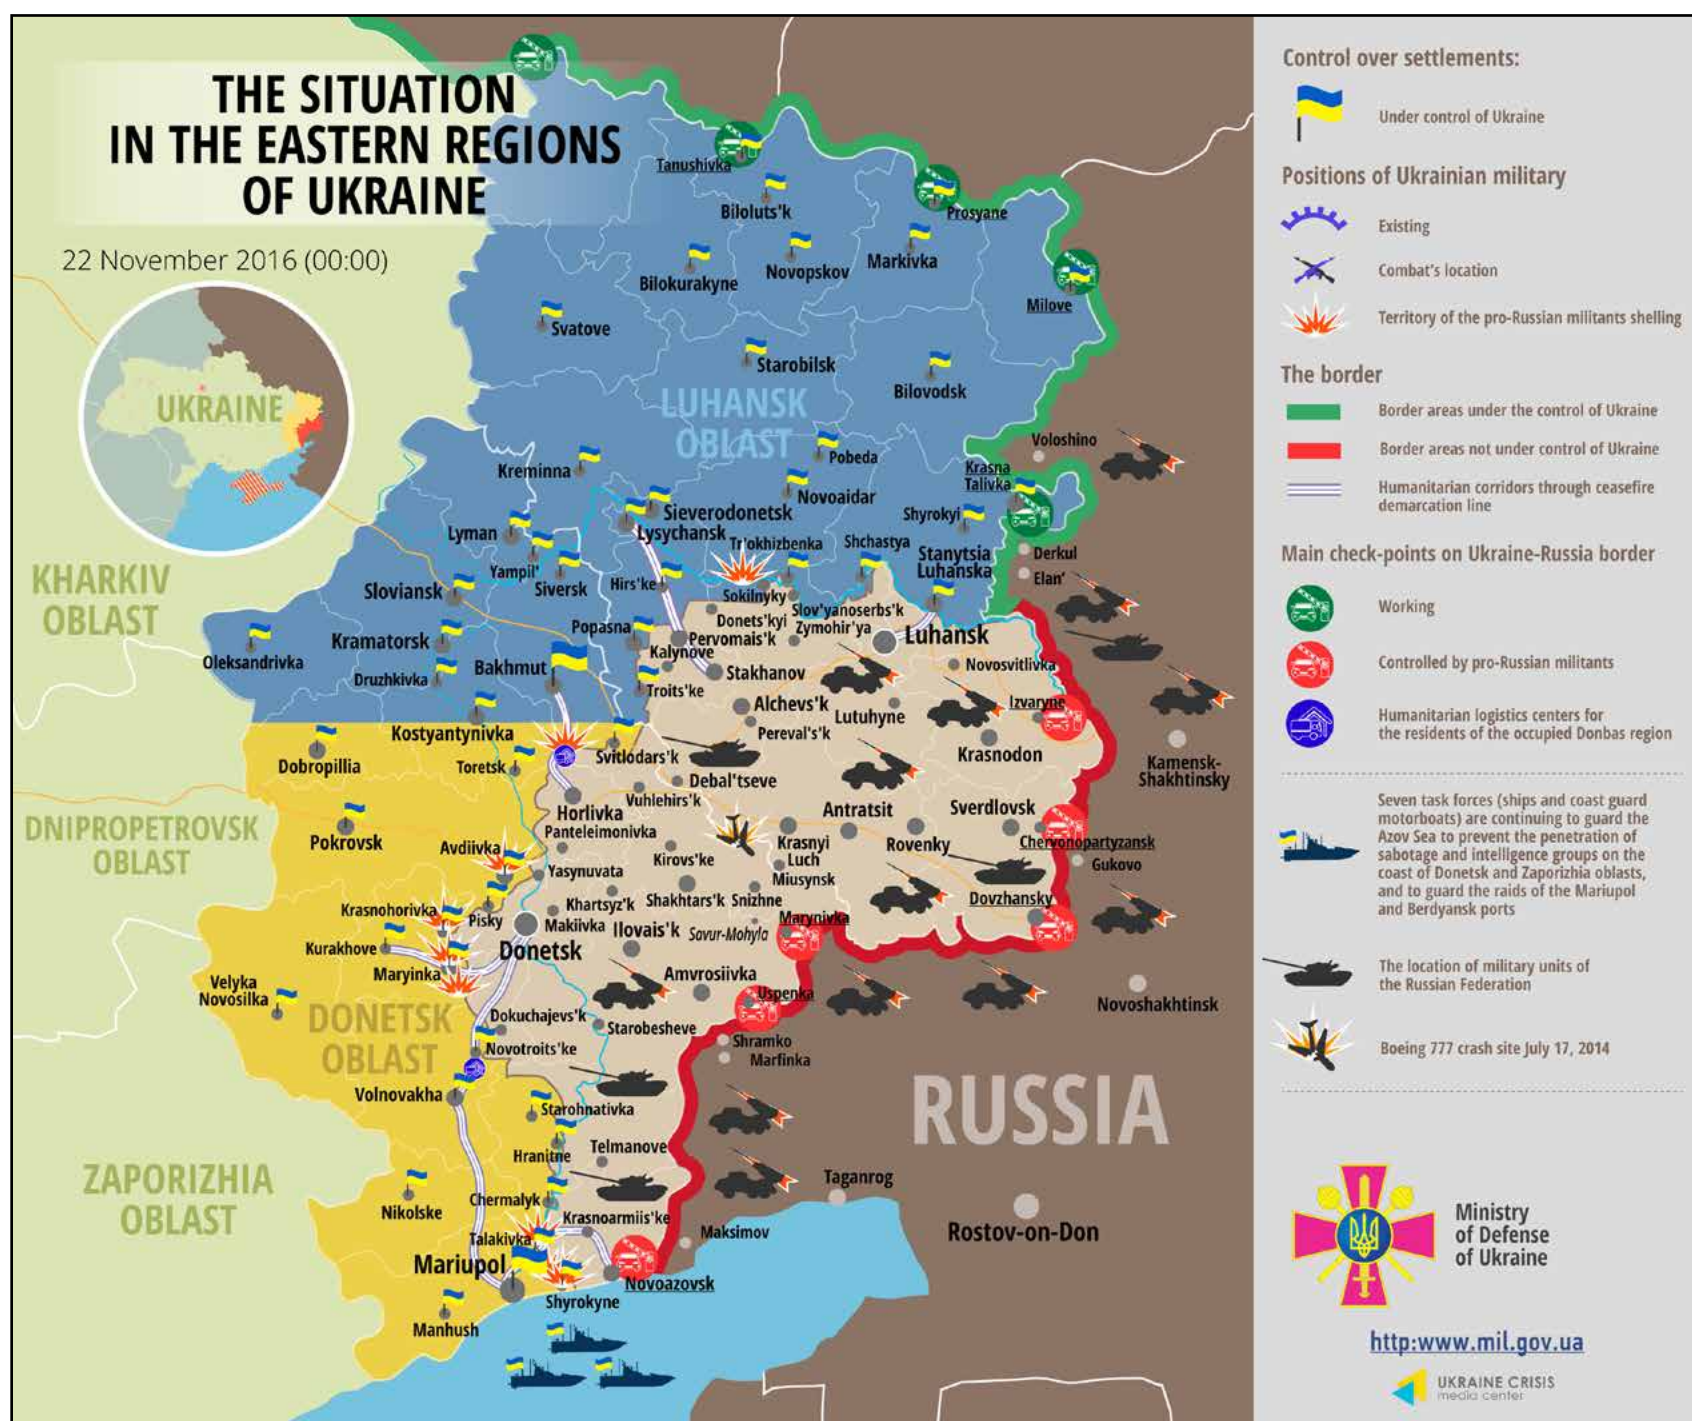 THE SITUATION
IN THE EASTERN REGIONS
OF UKRAINE
22 November 2016 (00:00)
UKRAINE
KHARKIV
OBLAST
DNIPROPETROVSK
OBLAST
ZAPORIZHIA
OBLAST
LUHANSK
OBLAST
DONETSK
OBLAST
RUSSIA
Tanushivka
Biloluts'k
Prosyane
Bilokurakyne
Novopskov
Markivka
Milove
Svatove
Starobilsk
Bilovodsk
Voloshino
Kreminna
Pobeda
Krasna
Talivka
Novoaidar
Sieverodonetsk
Lysychansk
Shyrokyi
Lyman
Tr'okhizbenka
Shchastya
Stanytsia
Luhanska
Derkul
Elan'
Yampil'
Siversk
Hirs'ke
Sloviansk
Sokilnyky
Slov'yanoserbs'k
Donets'kyi
Zymohir'ya
Popasna
Pervomais'k
Luhansk
Kramatorsk
Kalynove
Oleksandrivka
Druzhkivka
Bakhmut
Stakhanov
Novosvitlivka
Troits'ke
Alchevs'k
Lutuhyne
Izvaryne
Kostyantynivka
Pereval's'k
Svitlodars'k
Krasnodon
Kamensk-
Shakhtinsky
Dobropillia
Toretsk
Debal'tseve
Vuhlehirs'k
Horlivka
Antratsit
Sverdlovsk
Panteleimonivka
Pokrovsk
Avdiivka
Kirovs'ke
Krasnyi
Luch
Rovenky
Chervonopartyzansk
Gukovo
Yasynuvata
Miusynsk
Krasnohorivka
Pisky
Khartsyz'k
Shakhtars'k
Snizhne
Dovzhansky
Makiivka
Ilovais'k
Savur-Mohyla
Marynivka
Kurakhove
Donetsk
Maryinka
Amvrosiivka
Velyka
Novosilka
Uspenka
Novoshakhtinsk
Dokuchajevs'k
Starobesheve
Shramko
Marfinka
Novotroits'ke
Volnovakha
Starohnativka
Hranitne
Telmanove
Taganrog
Chermalyk
Nikolske
Krasnoarmiis'ke
Maksimov
Rostov-on-Don
Talakivka
Mariupol
Novoazovsk
Shyrokyne
Manhush
Control over settlements:
Under control of Ukraine
Positions of Ukrainian military
Existing
Combat's location
Territory of the pro-Russian militants shelling
The border
Border areas under the control of Ukraine
Border areas not under control of Ukraine
Humanitarian corridors through ceasefire
demarcation line
Main check-points on Ukraine-Russia border
Working
Controlled by pro-Russian militants
Humanitarian logistics centers for
the residents of the occupied Donbas region
Seven task forces (ships and coast guard
motorboats) are continuing to guard the
Azov Sea to prevent the penetration of
sabotage and intelligence groups on the
coast of Donetsk and Zaporizhia oblasts,
and to guard the raids of the Mariupol
and Berdyansk ports
The location of military units of
the Russian Federation
Boeing 777 crash site July 17, 2014
Ministry
of Defense
of Ukraine
http:www.mil.gov.ua
UKRAINE CRISIS
media center